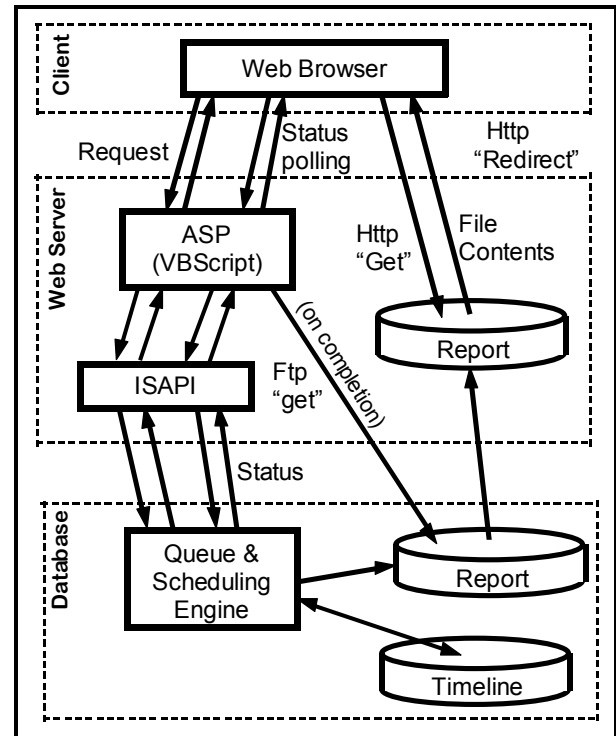 Client
Web Browser
Request
Status
polling
Http
“Redirect”
Web Server
ASP
(VBScript)
Http
“Get”
File
Contents
Report
ISAPI
Ftp
“get”
(on completion)
Status
Database
Queue &
Scheduling
Engine
Report
Timeline